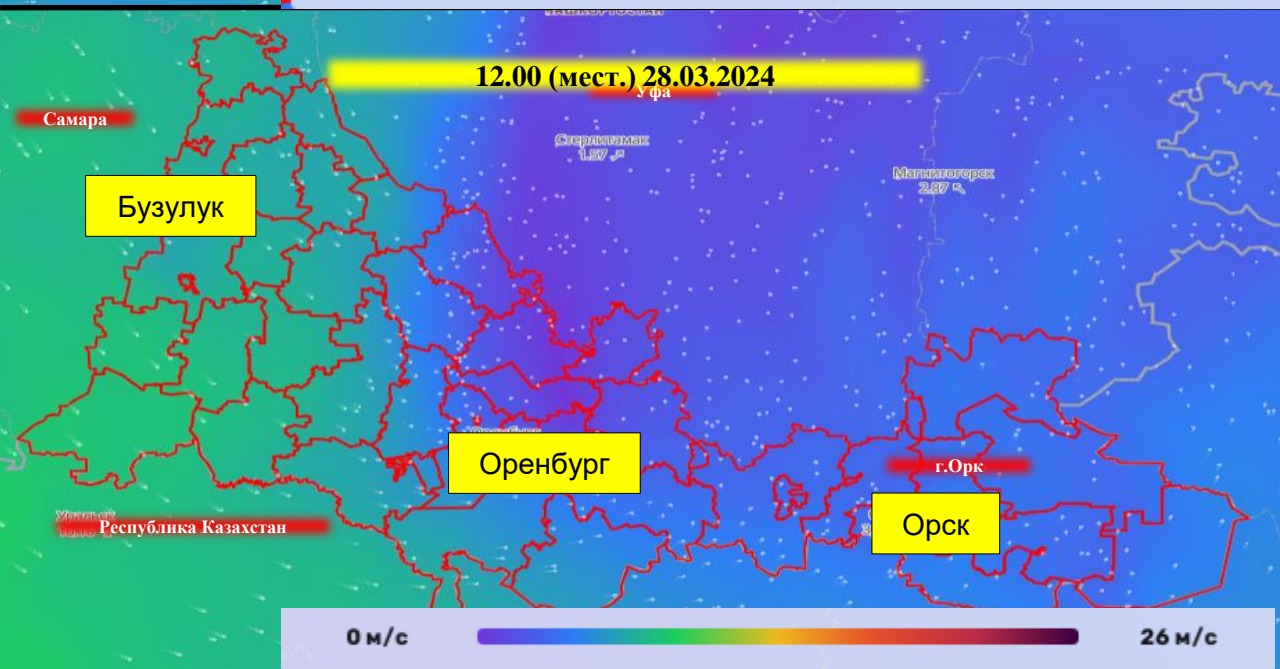 12.00 (мест.) 28.03.2024
Уфа
Самара
Стерлитамак
1.57
Магнитогорск
2.87
Бузулук
Оренбург
г.Орк
Орск
Республика Казахстан
0 м/с
26 м/с